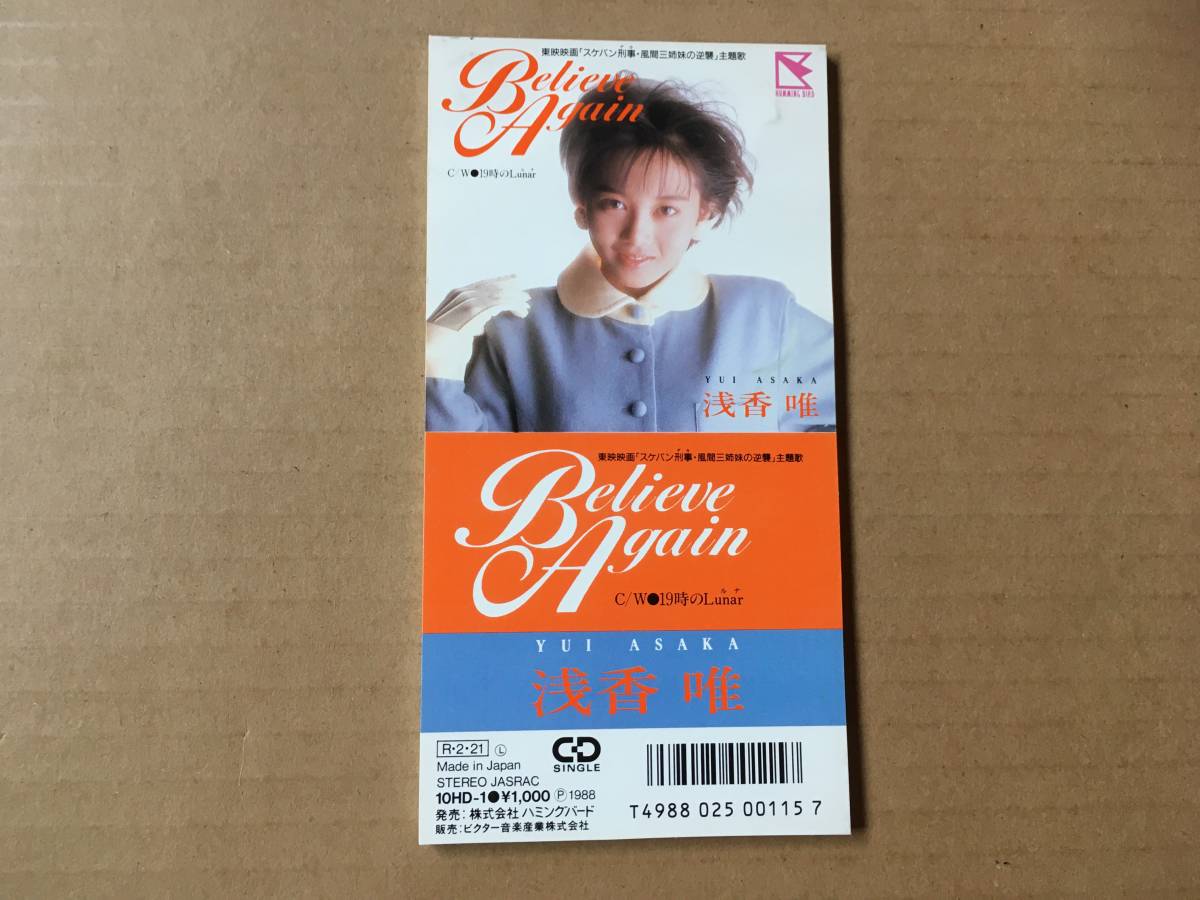 東映映画「スケバン刑事・風間三姉妹の逆襲」主題歌
Believe
Again
C/W●19時のLunar
HUMMING BIRD
YUI ASAKA
浅香 唯
東映映画「スケバン刑事・風間三姉妹の逆襲」主題歌
Believe
Again
ルナ
C/W●19時のLunar
YUI ASAKA
浅香 唯
R・2・21 Ⓛ
Made in Japan
STEREO JASRAC
10HD-1●¥1,000 Ⓟ1988
発売：株式会社 ハミングバード
販売：ビクター音楽産業株式会社
CD
SINGLE
T4988 025 00115 7